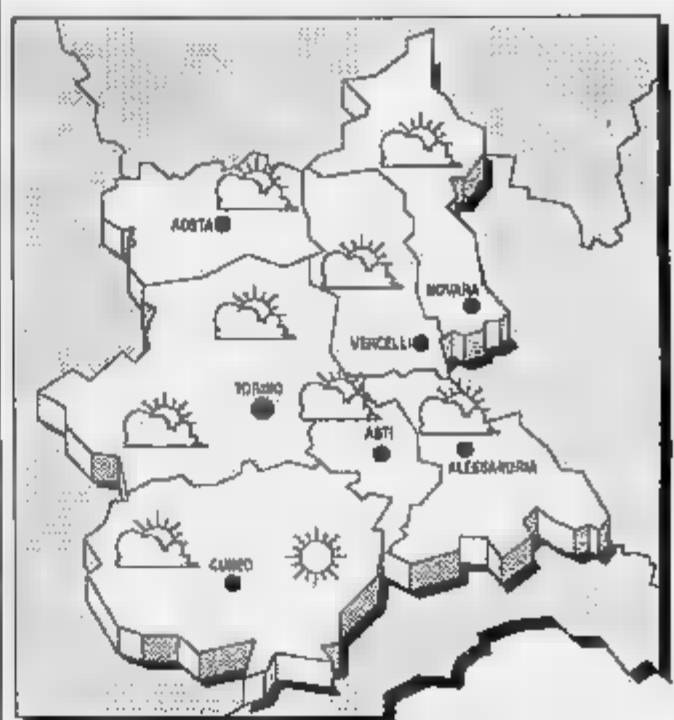 AOSTA
NOVARA
VERCELLI
TORINO
ASTI
ALESSANDRIA
CUNEO